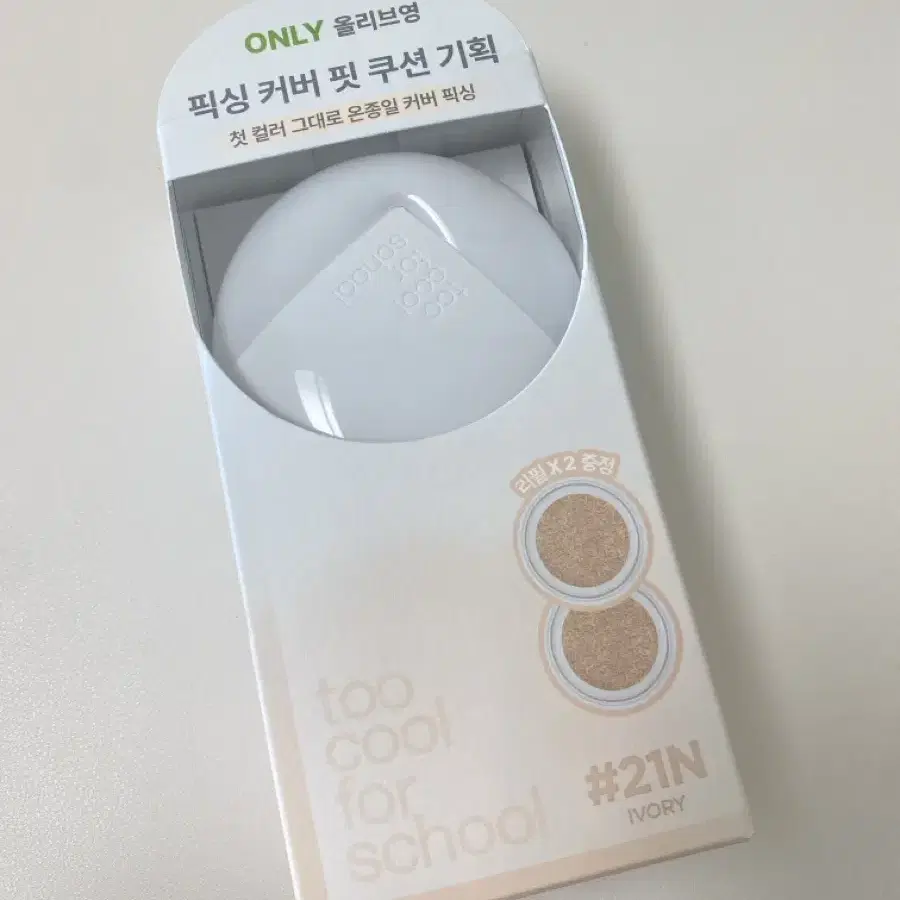 ONLY 올리브영
픽싱 커버 핏 쿠션 기획
첫 컬러 그대로 온종일 커버 픽싱
too
cool
for
school
리필 X 2 증정
too
cool
for
school
#21N
IVORY